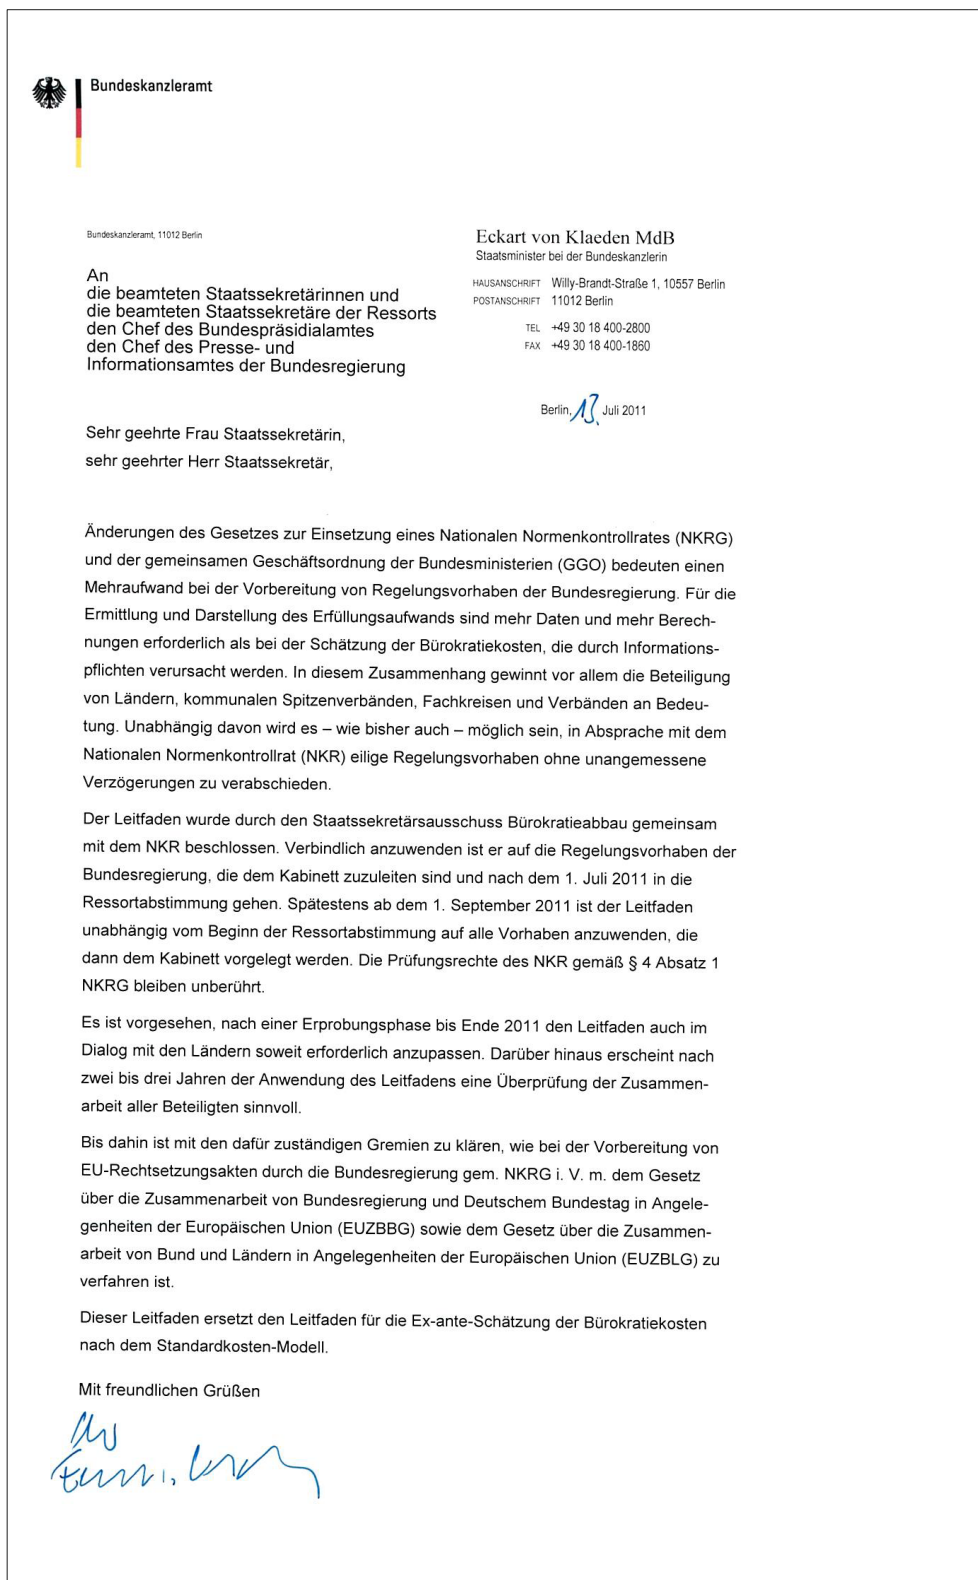 Bundeskanzleramt
Bundeskanzleramt, 11012 Berlin
An
die beamteten Staatssekretärinnen und
die beamteten Staatssekretäre der Ressorts
den Chef des Bundespräsidialamtes
den Chef des Presse- und
Informationsamtes der Bundesregierung
Eckart von Klaeden MdB
Staatsminister bei der Bundeskanzlerin
HAUSANSCHRIFT Willy-Brandt-Straße 1, 10557 Berlin
POSTANSCHRIFT 11012 Berlin
TEL +49 30 18 400-2800
FAX +49 30 18 400-1860
Berlin, 13. Juli 2011
Sehr geehrte Frau Staatssekretärin,
sehr geehrter Herr Staatssekretär,
Änderungen des Gesetzes zur Einsetzung eines Nationalen Normenkontrollrates (NKRG)
und der gemeinsamen Geschäftsordnung der Bundesministerien (GGO) bedeuten einen
Mehraufwand bei der Vorbereitung von Regelungsvorhaben der Bundesregierung. Für die
Ermittlung und Darstellung des Erfüllungsaufwands sind mehr Daten und mehr Berech-
nungen erforderlich als bei der Schätzung der Bürokratiekosten, die durch Informations-
pflichten verursacht werden. In diesem Zusammenhang gewinnt vor allem die Beteiligung
von Ländern, kommunalen Spitzenverbänden, Fachkreisen und Verbänden an Bedeu-
tung. Unabhängig davon wird es – wie bisher auch – möglich sein, in Absprache mit dem
Nationalen Normenkontrollrat (NKR) eilige Regelungsvorhaben ohne unangemessene
Verzögerungen zu verabschieden.
Der Leitfaden wurde durch den Staatssekretärsausschuss Bürokratieabbau gemeinsam
mit dem NKR beschlossen. Verbindlich anzuwenden ist er auf die Regelungsvorhaben der
Bundesregierung, die dem Kabinett zuzuleiten sind und nach dem 1. Juli 2011 in die
Ressortabstimmung gehen. Spätestens ab dem 1. September 2011 ist der Leitfaden
unabhängig vom Beginn der Ressortabstimmung auf alle Vorhaben anzuwenden, die
dann dem Kabinett vorgelegt werden. Die Prüfungsrechte des NKR gemäß § 4 Absatz 1
NKRG bleiben unberührt.
Es ist vorgesehen, nach einer Erprobungsphase bis Ende 2011 den Leitfaden auch im
Dialog mit den Ländern soweit erforderlich anzupassen. Darüber hinaus erscheint nach
zwei bis drei Jahren der Anwendung des Leitfadens eine Überprüfung der Zusammen-
arbeit aller Beteiligten sinnvoll.
Bis dahin ist mit den dafür zuständigen Gremien zu klären, wie bei der Vorbereitung von
EU-Rechtsetzungsakten durch die Bundesregierung gem. NKRG i. V. m. dem Gesetz
über die Zusammenarbeit von Bundesregierung und Deutschem Bundestag in Angele-
genheiten der Europäischen Union (EUZBBG) sowie dem Gesetz über die Zusammen-
arbeit von Bund und Ländern in Angelegenheiten der Europäischen Union (EUZBLG) zu
verfahren ist.
Dieser Leitfaden ersetzt den Leitfaden für die Ex-ante-Schätzung der Bürokratiekosten
nach dem Standardkosten-Modell.
Mit freundlichen Grüßen